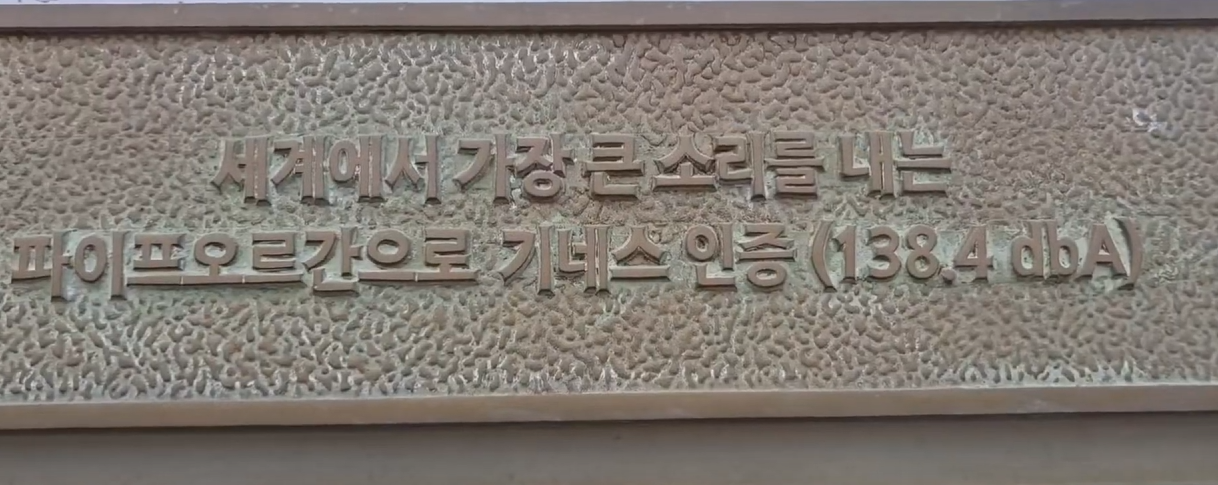 세계에서 가장 큰 소리를 내는
파이프오르간으로 기네스 인증 (138.4 dbA)